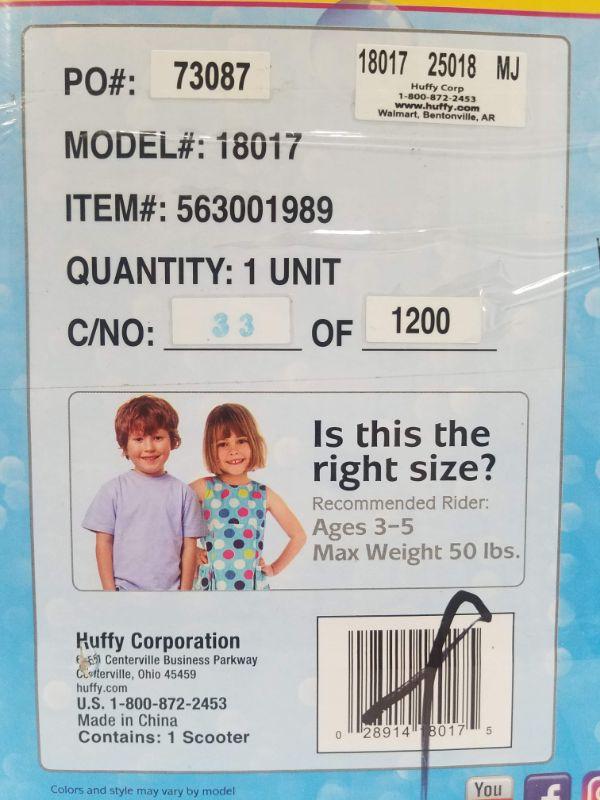 PO#: 73087
18017 25018 MJ
Huffy Corp
1-800-872-2453
www.huffy.com
Walmart, Bentonville, AR
MODEL#: 18017
ITEM#: 563001989
QUANTITY: 1 UNIT
C/NO: 33 OF 1200
Is this the
right size?
Recommended Rider:
Ages 3-5
Max Weight 50 lbs.
Huffy Corporation
Centerville Business Parkway
Ohio 45459
huffy.com
U.S. 1-800-872-2453
Made in China
Contains: 1 Scooter
0 28914 18017 5
Colors and style may vary by model
You
f